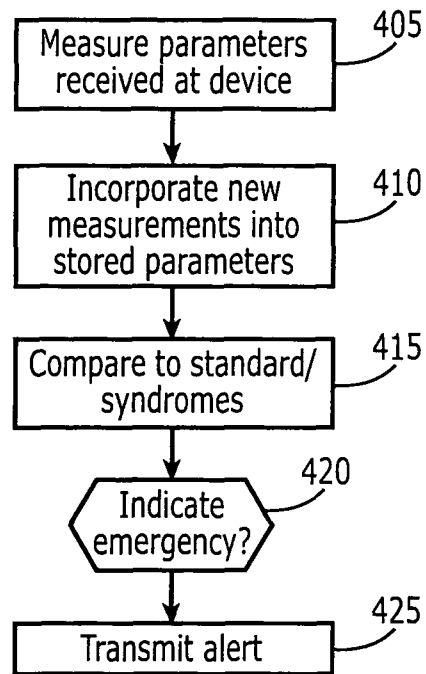 405
Measure parameters
received at device
410
Incorporate new
measurements into
stored parameters
415
Compare to standard/
syndromes
420
Indicate
emergency?
425
Transmit alert